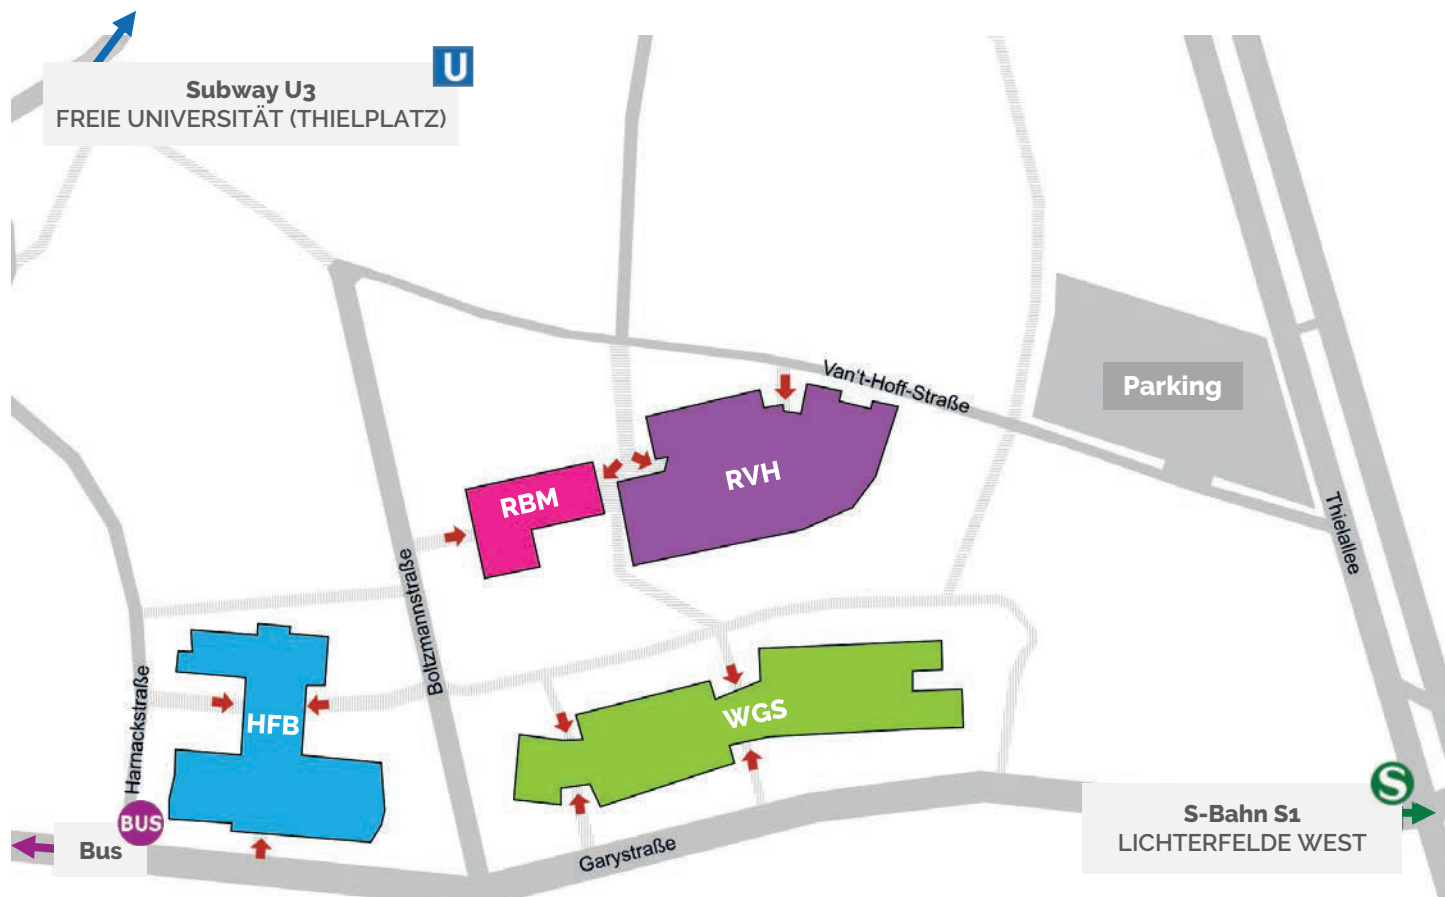 U
Subway U3
FREIE UNIVERSITÄT (THIELPLATZ)
Van't-Hoff-Straße
Parking
RVH
RBM
Thielallee
Boltzmannstraße
Harnackstraße
HFB
WGS
BUS
Bus
Garystraße
S
S-Bahn S1
LICHTERFELDE WEST